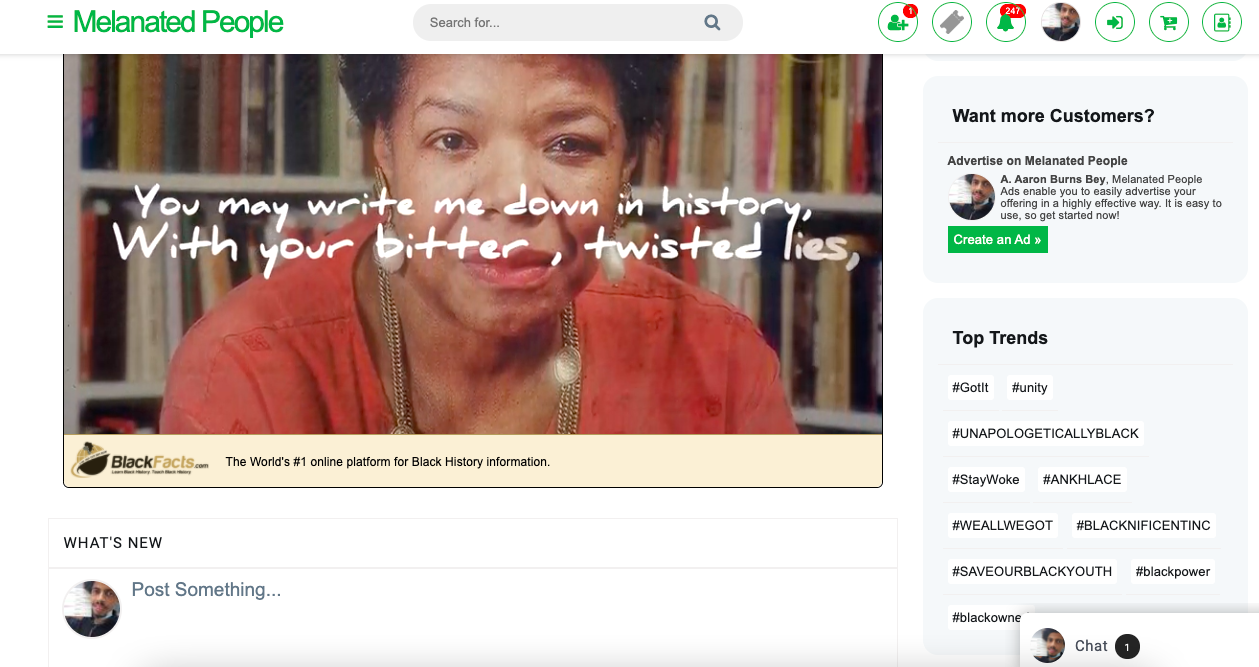 Melanated People
Search for...
1
247
You may write me down in history,
With your bitter, twisted lies,
BlackFacts.com
Learn Black History. Teach Black History
The World's #1 online platform for Black History information.
WHAT'S NEW
Post Something...
Want more Customers?
Advertise on Melanated People
A. Aaron Burns Bey, Melanated People
Ads enable you to easily advertise your
offering in a highly effective way. It is easy to
use, so get started now!
Create an Ad »
Top Trends
#GotIt #unity
#UNAPOLOGETICALLYBLACK
#StayWoke #ANKHLACE
#WEALLWEGOT #BLACKNIFICENTINC
#SAVEOURBLACKYOUTH #blackpower
#blackowned
Chat 1